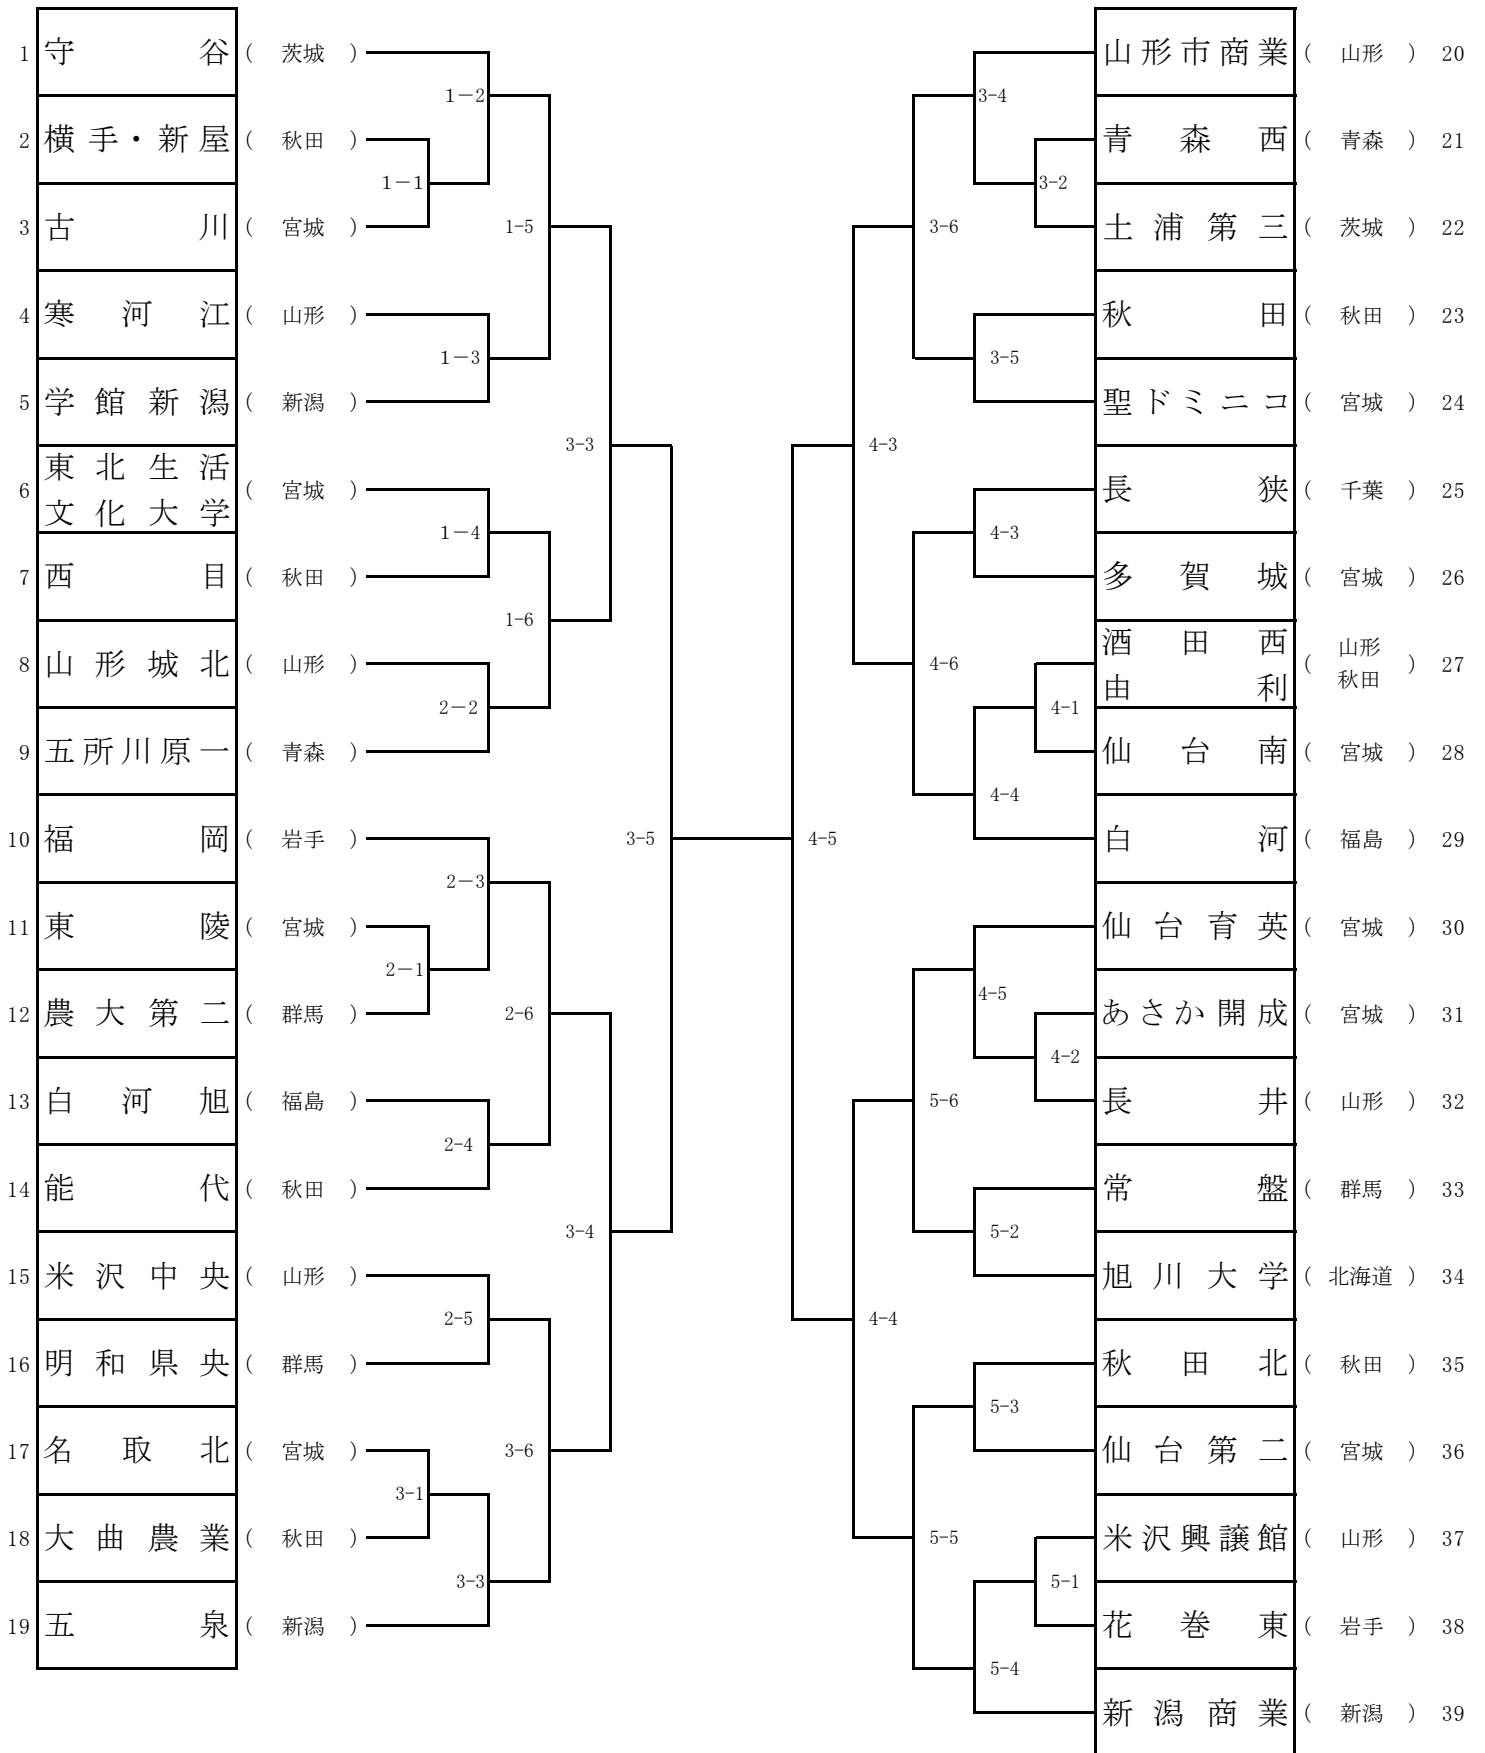 1 守谷 ( 茨城 )
1－2
2 横手・新屋 ( 秋田 )
1－1
3 古川 ( 宮城 )
1-5
4 寒河江 ( 山形 )
1－3
5 学館新潟 ( 新潟 )
3-3
6 東北生活
文化大学 ( 宮城 )
1－4
7 西目 ( 秋田 )
1-6
8 山形城北 ( 山形 )
2－2
9 五所川原一 ( 青森 )
10 福岡 ( 岩手 )
3-5
2－3
11 東陵 ( 宮城 )
2－1
12 農大第二 ( 群馬 )
2-6
13 白河旭 ( 福島 )
2-4
14 能代 ( 秋田 )
3-4
15 米沢中央 ( 山形 )
2-5
16 明和県央 ( 群馬 )
17 名取北 ( 宮城 )
3-6
3-1
18 大曲農業 ( 秋田 )
3-3
19 五泉 ( 新潟 )
山形市商業 ( 山形 ) 20
3-4
青森西 ( 青森 ) 21
3-2
土浦第三 ( 茨城 ) 22
3-6
秋田 ( 秋田 ) 23
3-5
聖ドミニコ ( 宮城 ) 24
4-3
長狭 ( 千葉 ) 25
4-3
多賀城 ( 宮城 ) 26
酒田西
由利 ( 山形
秋田 ) 27
4-6
4-1
仙台南 ( 宮城 ) 28
4-4
白河 ( 福島 ) 29
4-5
仙台育英 ( 宮城 ) 30
4-5
あさか開成 ( 宮城 ) 31
4-2
長井 ( 山形 ) 32
5-6
常盤 ( 群馬 ) 33
5-2
旭川大学 ( 北海道 ) 34
4-4
秋田北 ( 秋田 ) 35
5-3
仙台第二 ( 宮城 ) 36
米沢興譲館 ( 山形 ) 37
5-5
5-1
花巻東 ( 岩手 ) 38
5-4
新潟商業 ( 新潟 ) 39